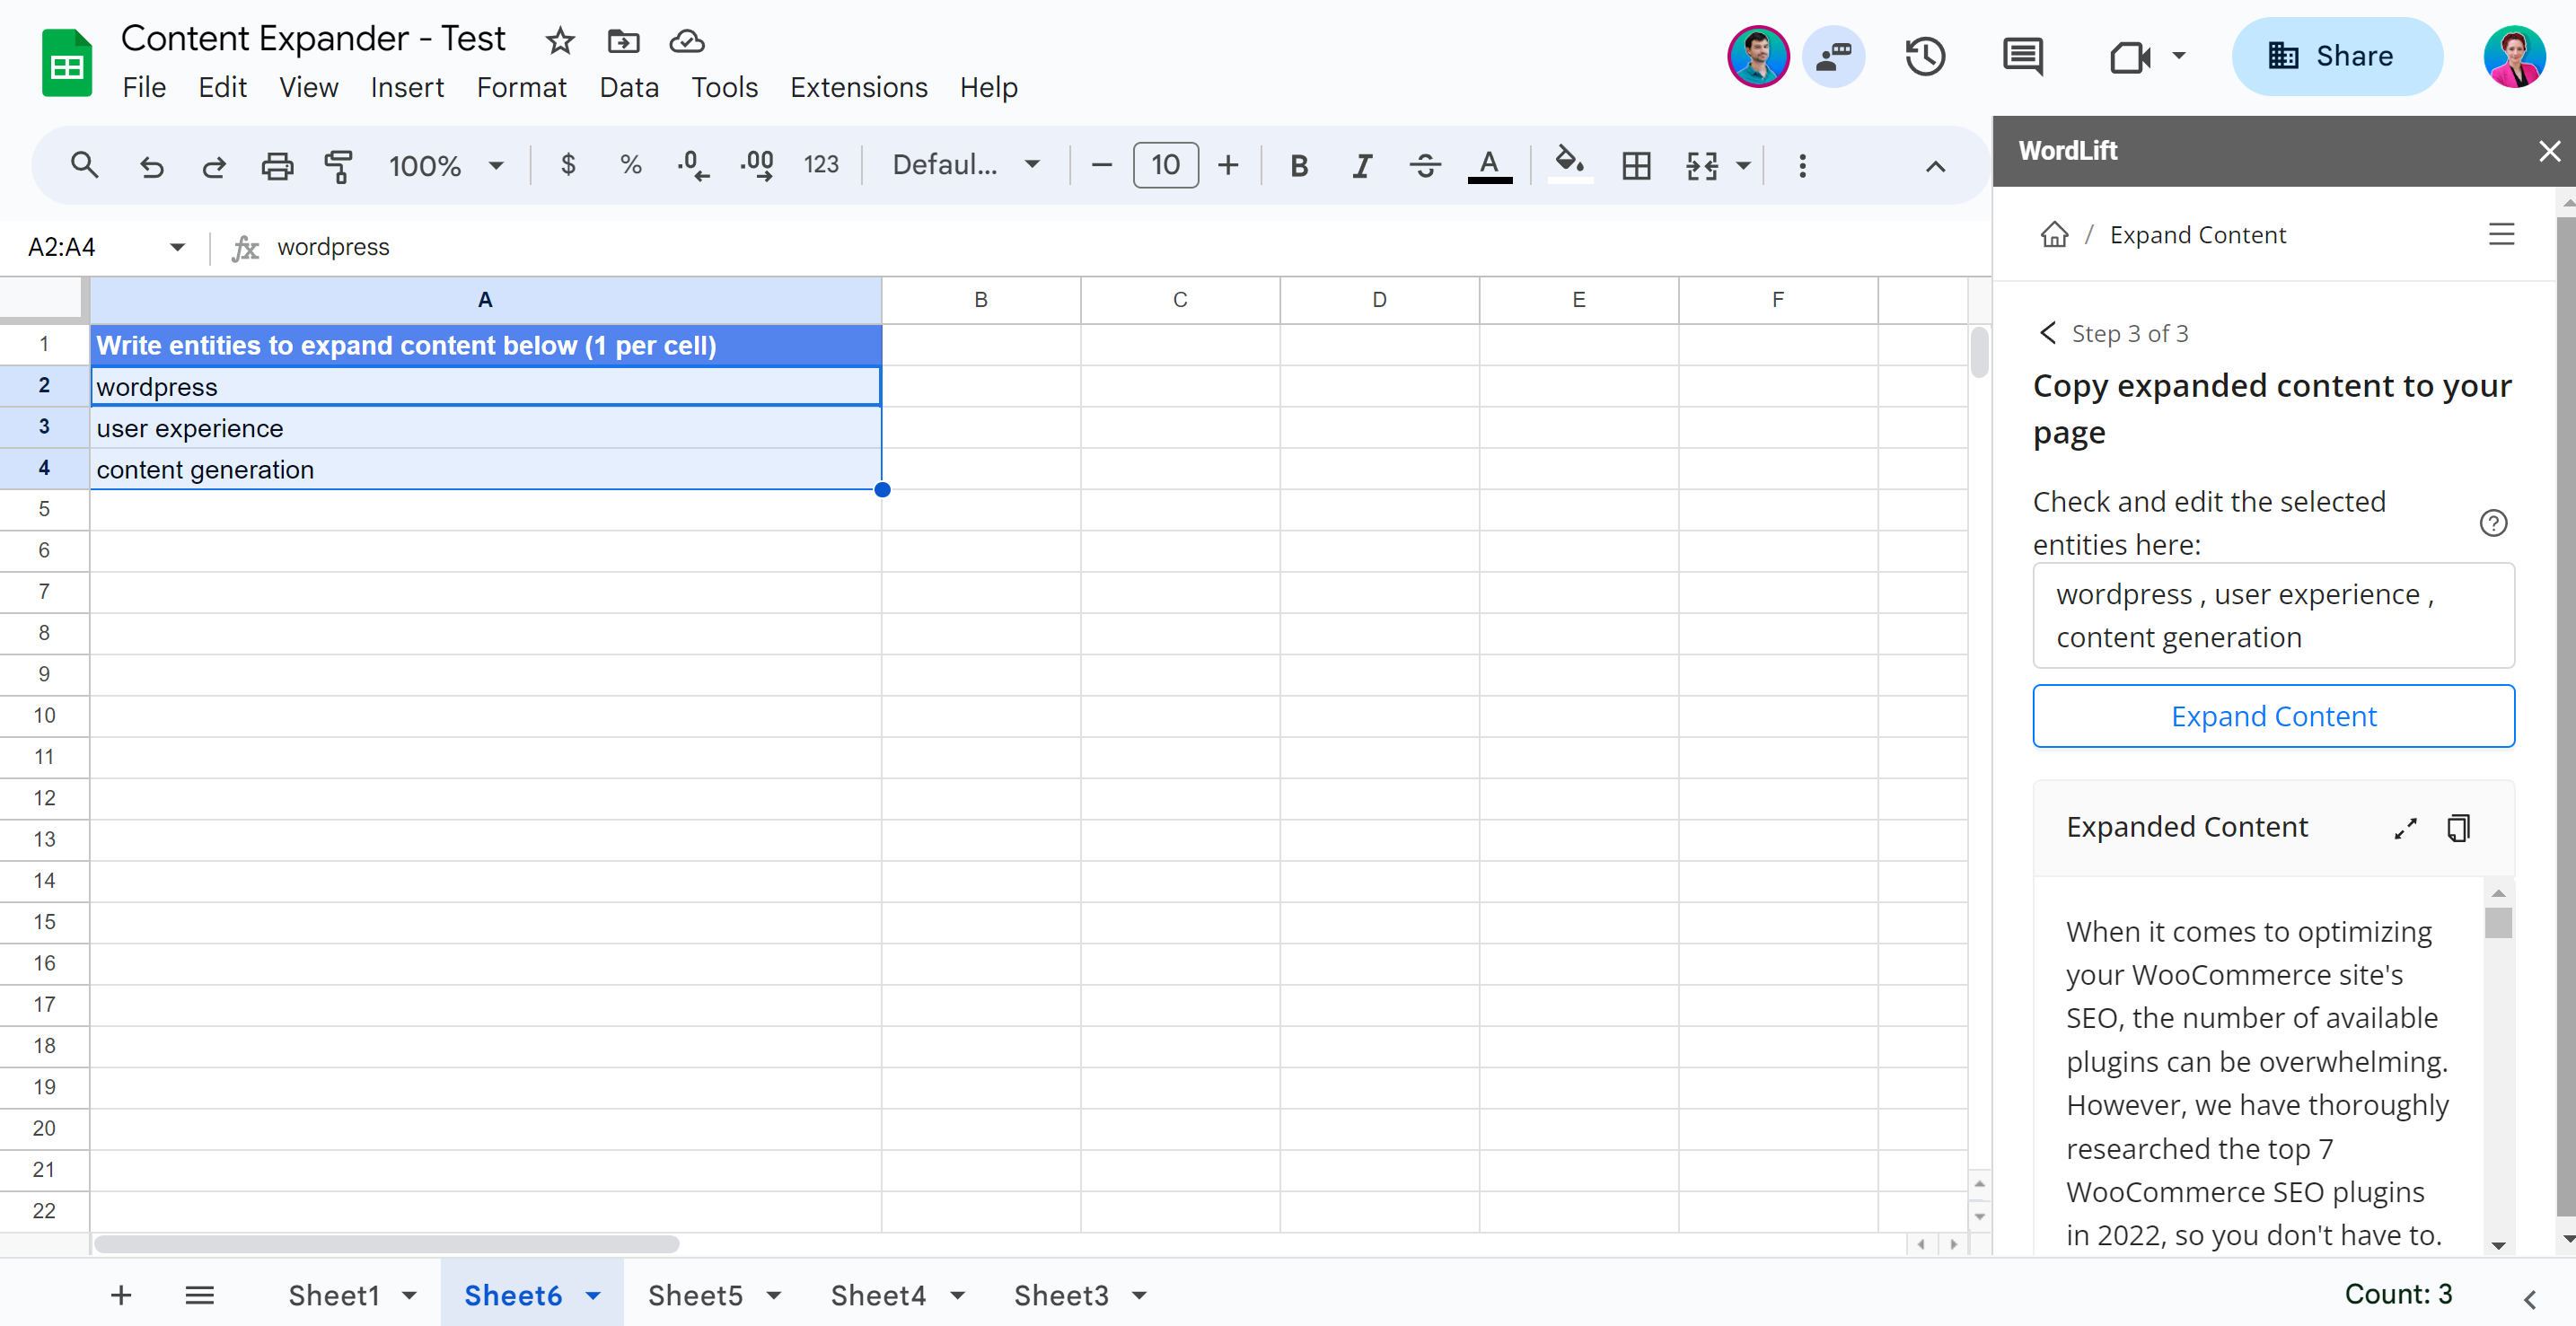 Content Expander - Test
File Edit View Insert Format Data Tools Extensions Help
Share
100% $ % .0 .00 123 Defaul... 10 B I A
A2:A4 fx wordpress
A B C D E F
1 Write entities to expand content below (1 per cell)
2 wordpress
3 user experience
4 content generation
5
6
7
8
9
10
11
12
13
14
15
16
17
18
19
20
21
22
Sheet1 Sheet6 Sheet5 Sheet4 Sheet3
Count: 3
WordLift
/ Expand Content
Step 3 of 3
Copy expanded content to your
page
Check and edit the selected
entities here:
wordpress , user experience ,
content generation
Expand Content
Expanded Content
When it comes to optimizing
your WooCommerce site's
SEO, the number of available
plugins can be overwhelming.
However, we have thoroughly
researched the top 7
WooCommerce SEO plugins
in 2022, so you don't have to.